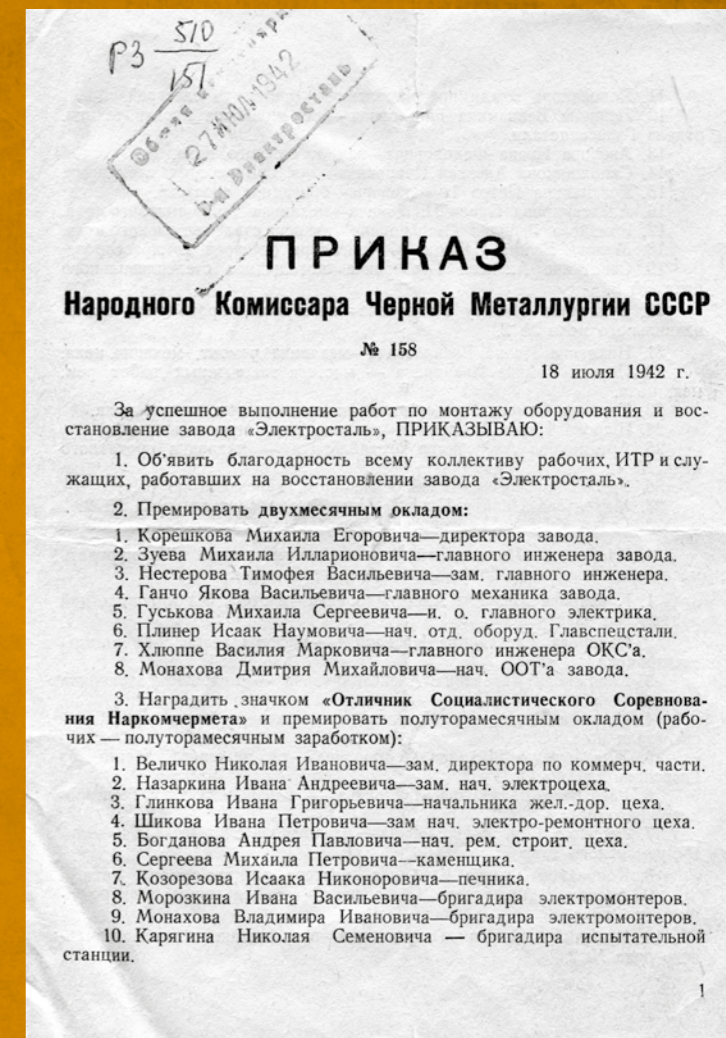 РЗ 510
151
Общая канцелярия
27 ИЮЛ 1942
з-д Электросталь
ПРИКАЗ
Народного Комиссара Черной Металлургии СССР
№ 158
18 июля 1942 г.
За успешное выполнение работ по монтажу оборудования и вос-
становление завода «Электросталь», ПРИКАЗЫВАЮ:
1. Об'явить благодарность всему коллективу рабочих, ИТР и слу-
жащих, работавших на восстановлении завода «Электросталь».
2. Премировать двухмесячным окладом:
1. Корешкова Михаила Егоровича—директора завода.
2. Зуева Михаила Илларионовича—главного инженера завода.
3. Нестерова Тимофея Васильевича—зам. главного инженера.
4. Ганчо Якова Васильевича—главного механика завода.
5. Гуськова Михаила Сергеевича—и. о. главного электрика.
6. Плинер Исаак Наумовича—нач. отд. оборуд. Главспецстали.
7. Хлюппе Василия Марковича—главного инженера ОКС'а.
8. Монахова Дмитрия Михайловича—нач. ООТ'а завода.
3. Наградить значком «Отличник Социалистического Соревнова-
ния Наркомчермета» и премировать полуторамесячным окладом (рабо-
чих — полуторамесячным заработком):
1. Величко Николая Ивановича—зам. директора по коммерч. части.
2. Назаркина Ивана Андреевича—зам. нач. электроцеха.
3. Глинкова Ивана Григорьевича—начальника жел.-дор. цеха.
4. Шикова Ивана Петровича—зам нач. электро-ремонтного цеха.
5. Богданова Андрея Павловича—нач. рем. строит. цеха.
6. Сергеева Михаила Петровича—каменщика.
7. Козорезова Исаака Никоноровича—печника.
8. Морозкина Ивана Васильевича—бригадира электромонтеров.
9. Монахова Владимира Ивановича—бригадира электромонтеров.
10. Карягина Николая Семеновича — бригадира испытательной
станции.
1